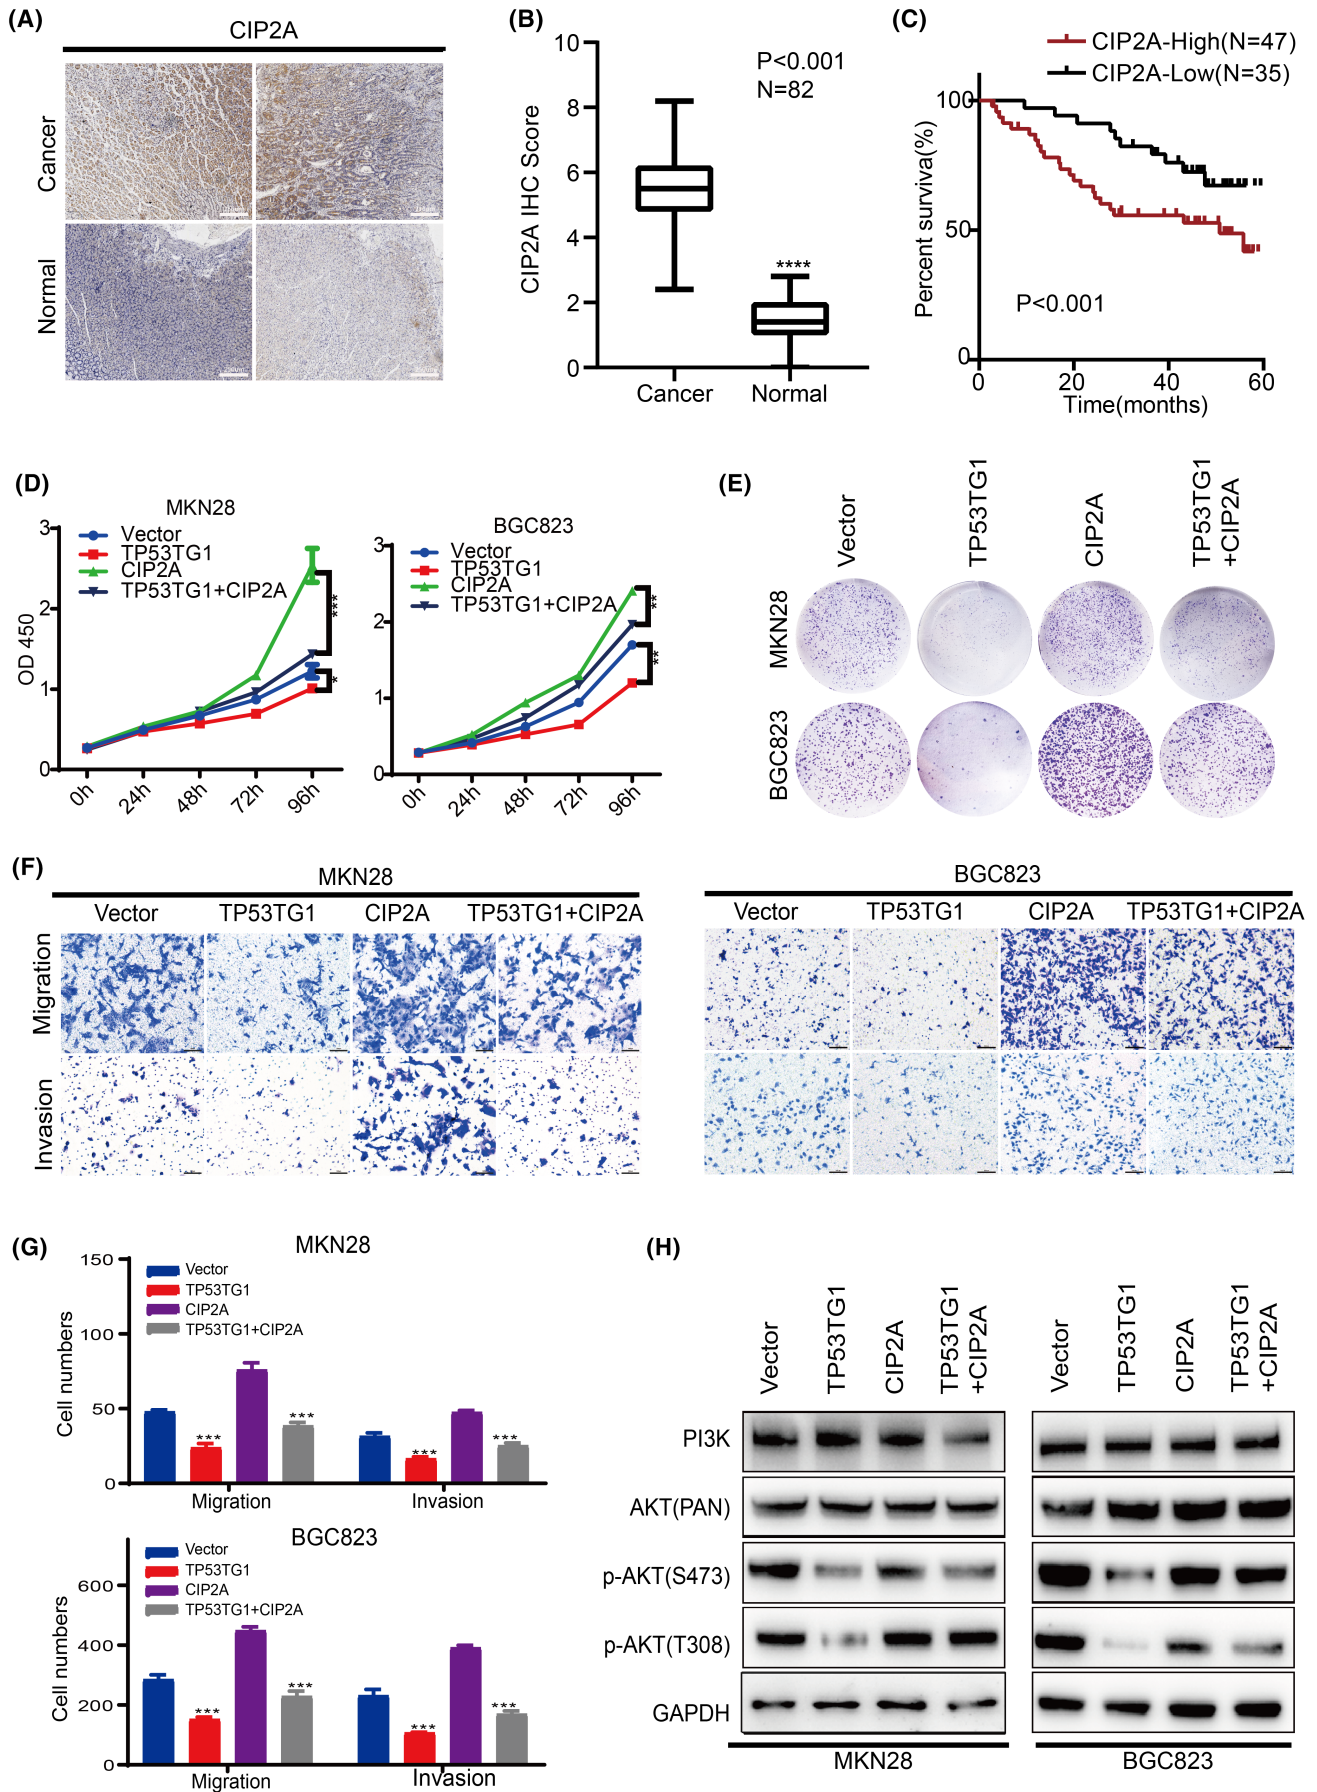 (A)
CIP2A
Cancer
Normal
(B)
CIP2A IHC Score
10
8
6
4
2
0
P<0.001
N=82
****
Cancer
Normal
(C)
CIP2A-High(N=47)
CIP2A-Low(N=35)
Percent surviva(%)
100
50
0
P<0.001
0
20
40
60
Time(months)
(D)
MKN28
Vector
TP53TG1
CIP2A
TP53TG1+CIP2A
OD 450
3
2
1
0
***
*
0h
24h
48h
72h
96h
BGC823
Vector
TP53TG1
CIP2A
TP53TG1+CIP2A
3
2
1
0
**
**
0h
24h
48h
72h
96h
(E)
Vector
TP53TG1
CIP2A
TP53TG1
+CIP2A
MKN28
BGC823
(F)
MKN28
Vector
TP53TG1
CIP2A
TP53TG1+CIP2A
Migration
Invasion
BGC823
Vector
TP53TG1
CIP2A
TP53TG1+CIP2A
(G)
MKN28
Vector
TP53TG1
CIP2A
TP53TG1+CIP2A
Cell numbers
150
100
50
0
***
***
***
***
Migration
Invasion
BGC823
Vector
TP53TG1
CIP2A
TP53TG1+CIP2A
Cell numbers
600
400
200
0
***
***
***
***
Migration
Invasion
(H)
Vector
TP53TG1
CIP2A
TP53TG1
+CIP2A
Vector
TP53TG1
CIP2A
TP53TG1
+CIP2A
PI3K
AKT(PAN)
p-AKT(S473)
p-AKT(T308)
GAPDH
MKN28
BGC823